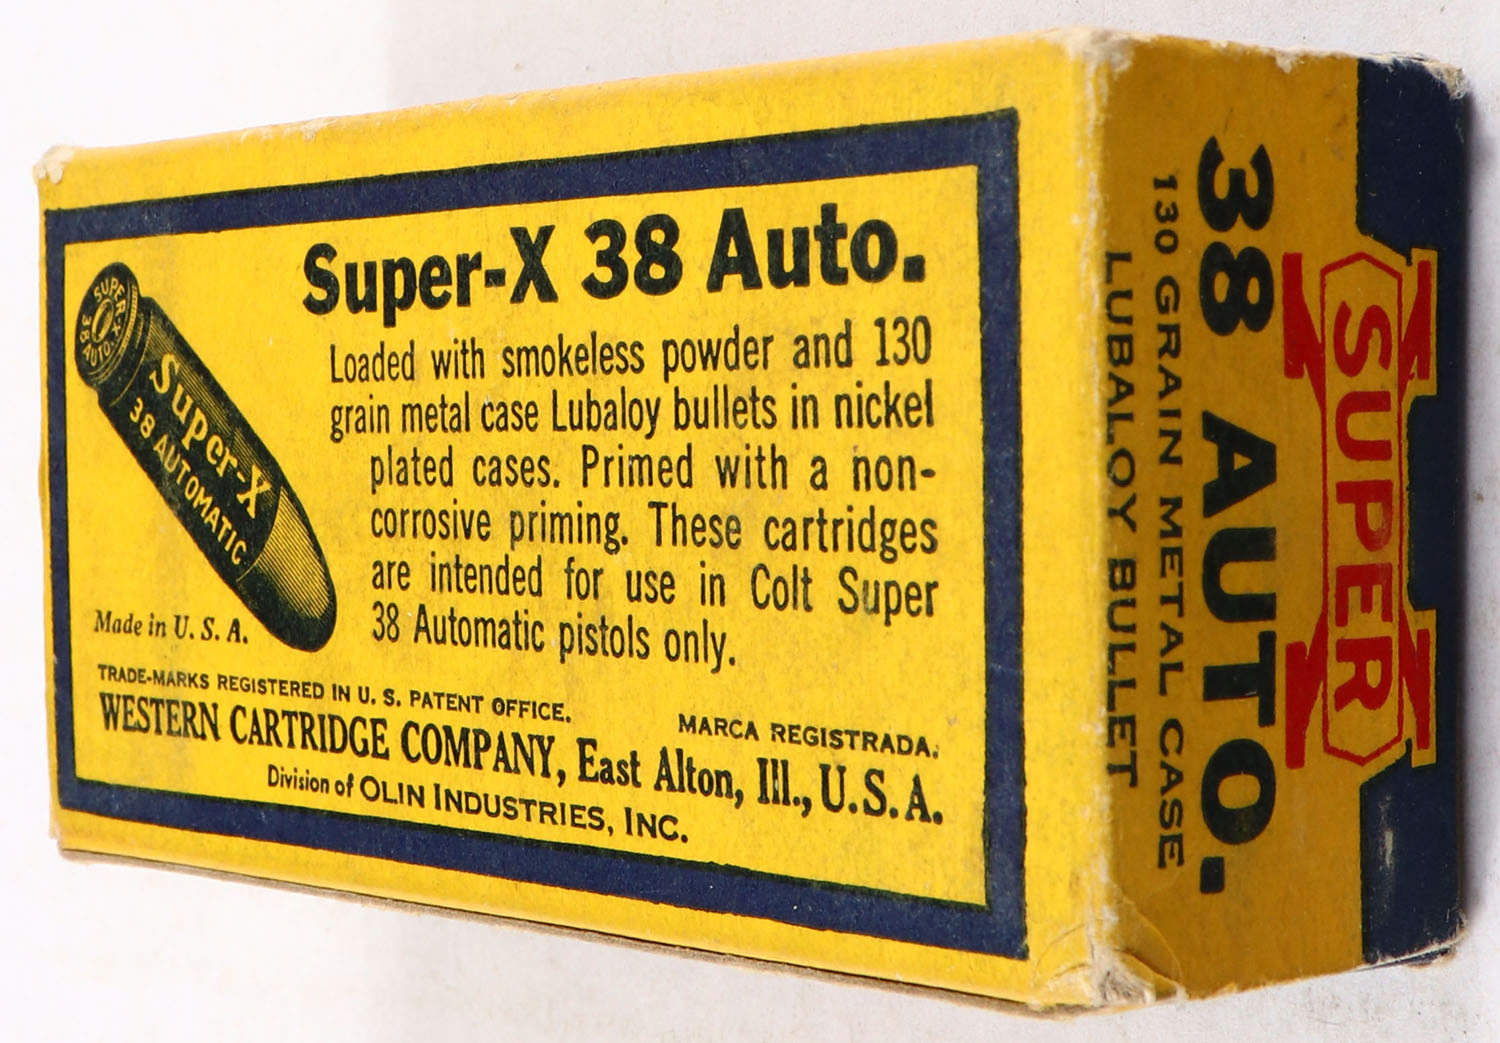 Super-X 38 Auto.
Loaded with smokeless powder and 130
grain metal case Lubaloy bullets in nickel
plated cases. Primed with a non-
corrosive priming. These cartridges
are intended for use in Colt Super
38 Automatic pistols only.
SUPER X
38 AUTO.
Super-X
38 AUTOMATIC
Made in U. S. A.
TRADE-MARKS REGISTERED IN U. S. PATENT OFFICE.
MARCA REGISTRADA.
WESTERN CARTRIDGE COMPANY, East Alton, Ill., U.S.A.
Division of OLIN INDUSTRIES, INC.
SUPER
X
38 AUTO.
130 GRAIN METAL CASE
LUBALOY BULLET